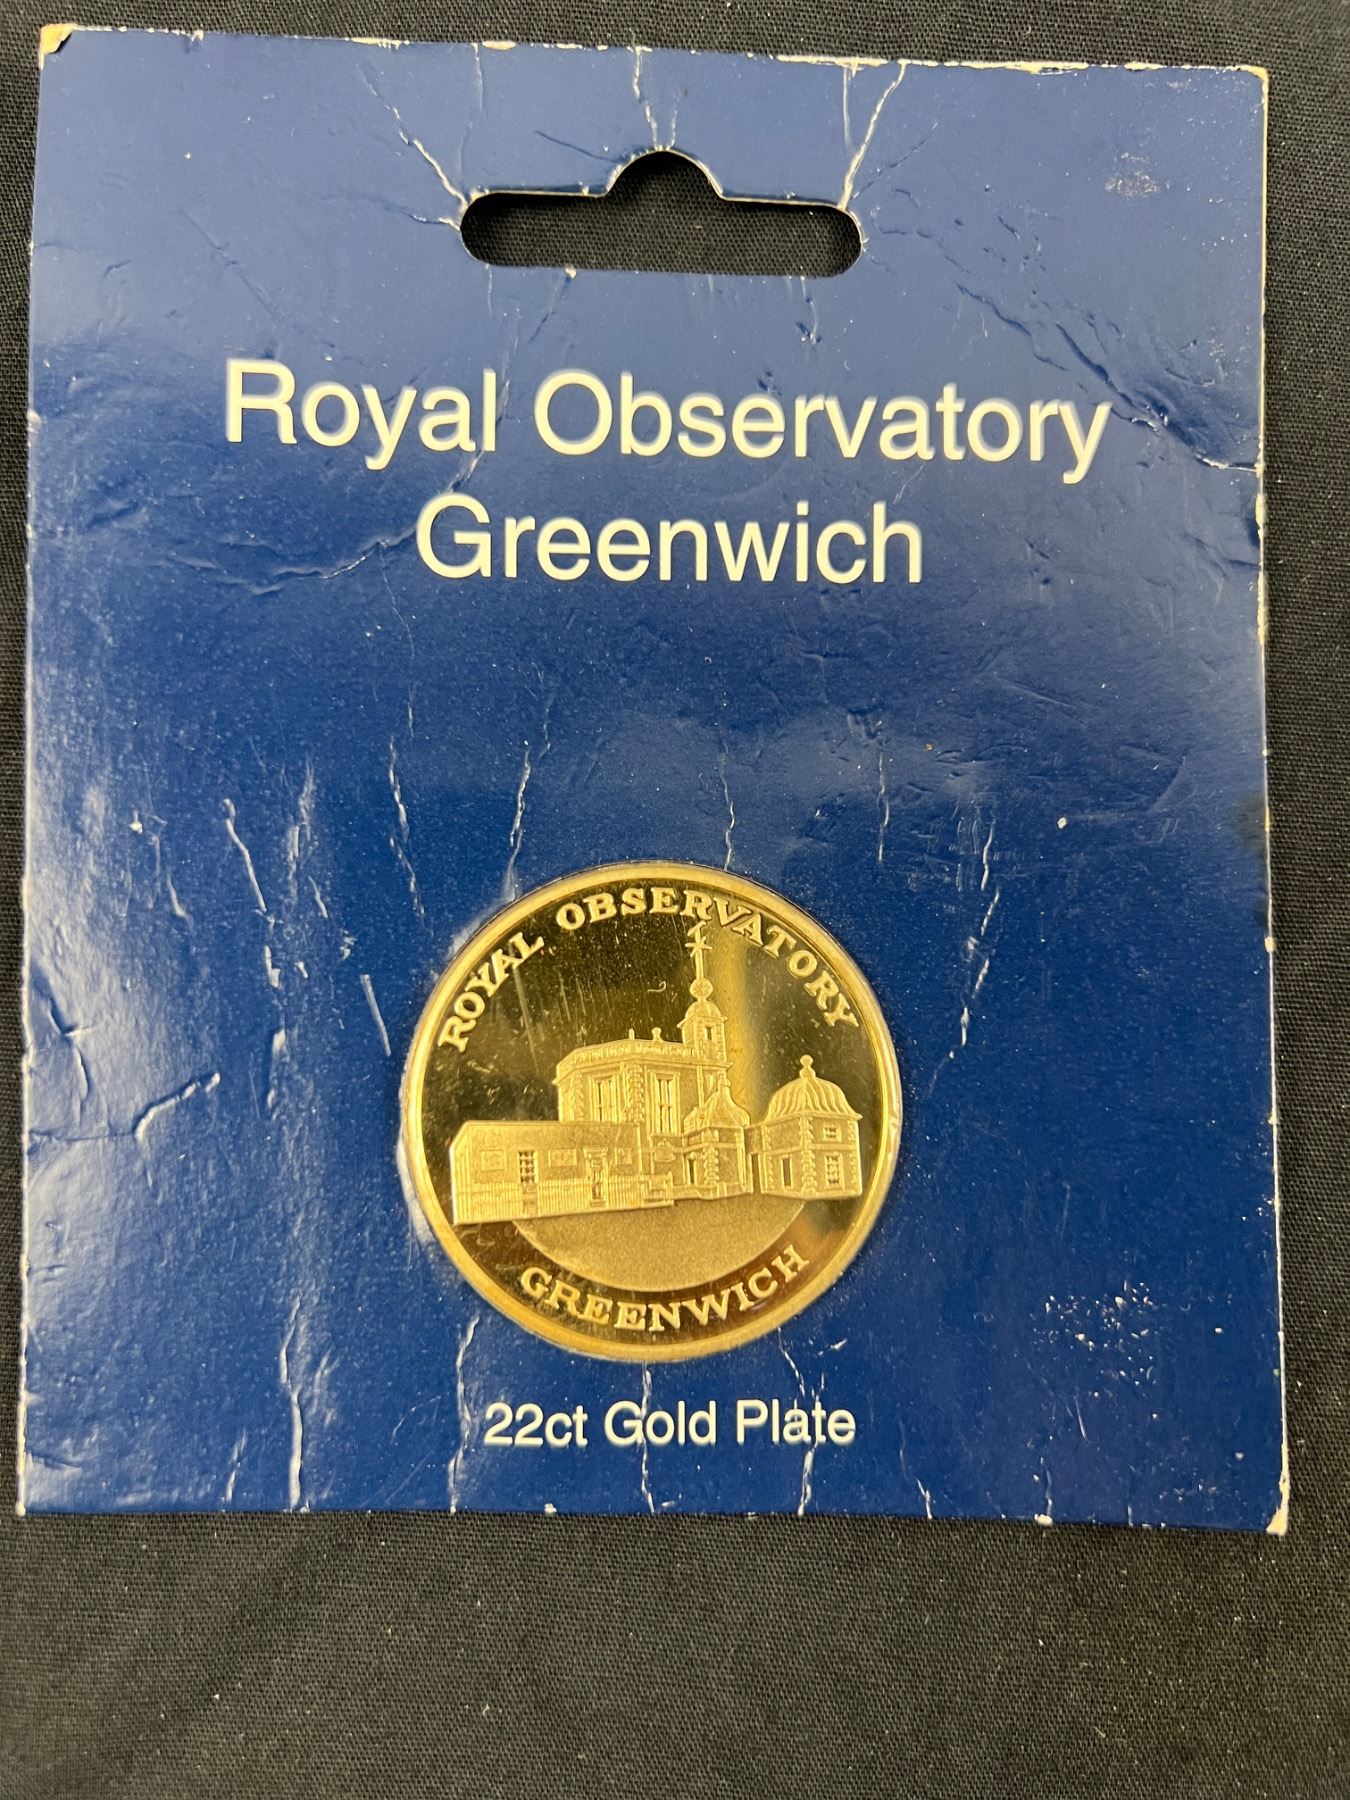 Royal Observatory
Greenwich
ROYAL OBSERVATORY
GREENWICH
22ct Gold Plate